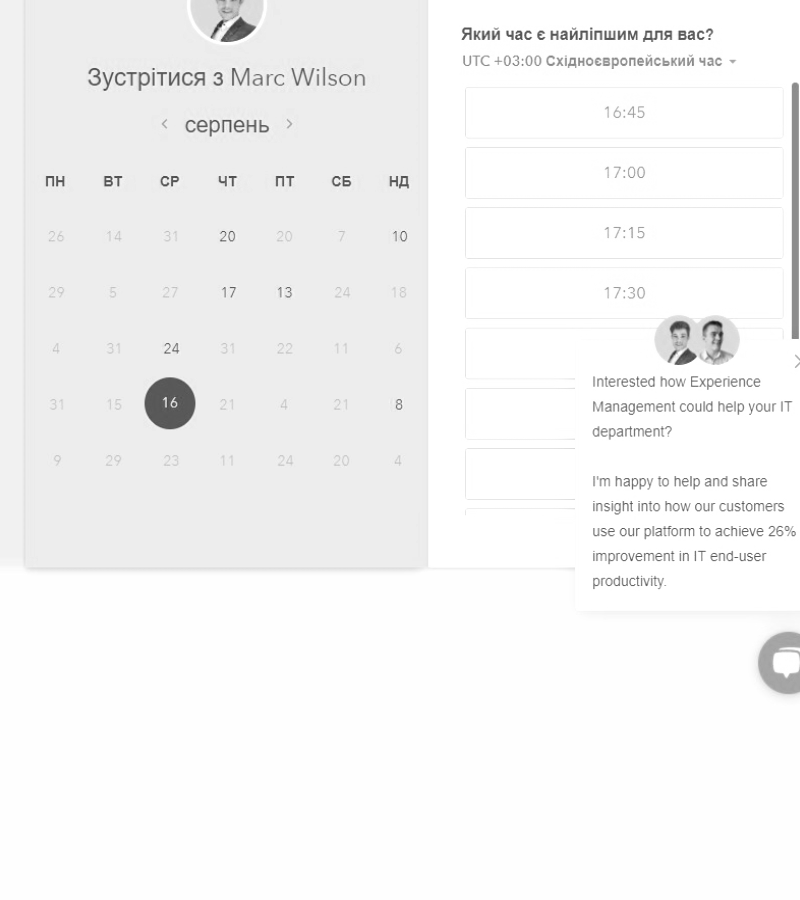 Зустрітися з Marc Wilson
серпень
ПН ВТ СР ЧТ ПТ СБ НД
26 14 31 20 20 7 10
29 5 27 17 13 24 18
4 31 24 31 22 11 6
31 15 16 21 4 21 8
9 29 23 11 24 20 4
Який час є найліпшим для вас?
UTC +03:00 Східноєвропейський час
16:45
17:00
17:15
17:30
Interested how Experience
Management could help your IT
department?
I'm happy to help and share
insight into how our customers
use our platform to achieve 26%
improvement in IT end-user
productivity.